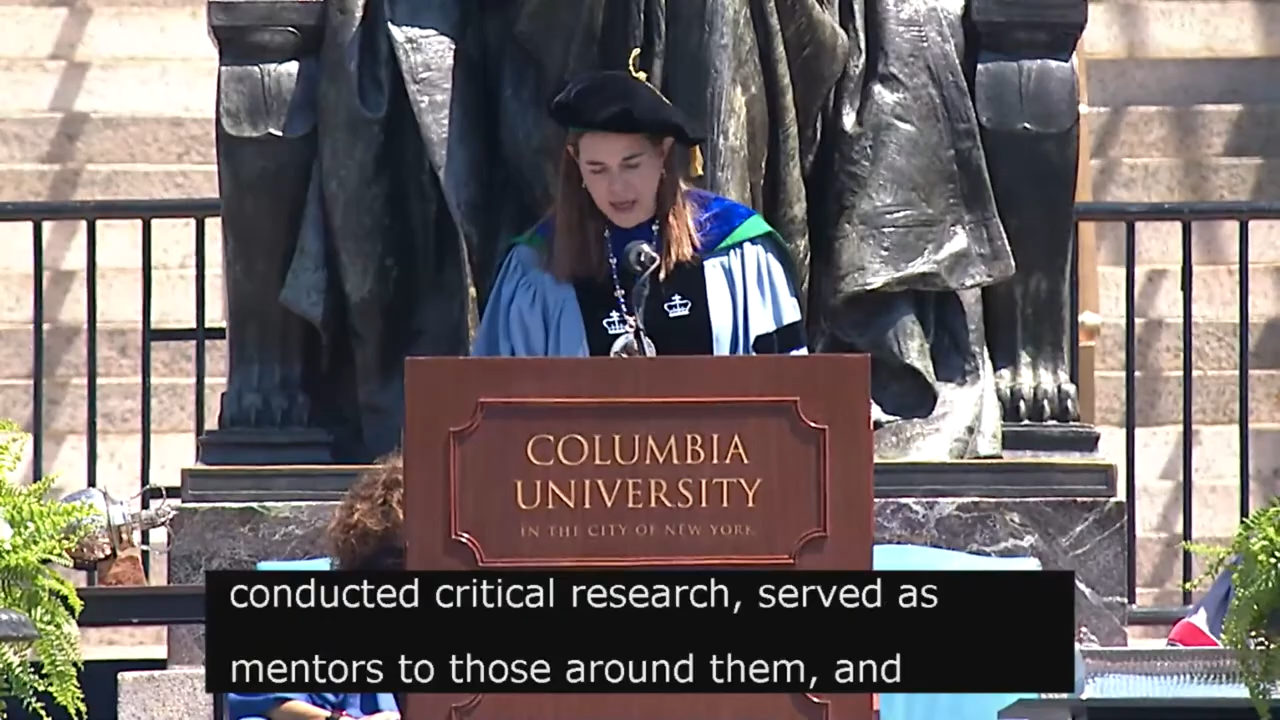 COLUMBIA
UNIVERSITY
IN THE CITY OF NEW YORK
conducted critical research, served as
mentors to those around them, and